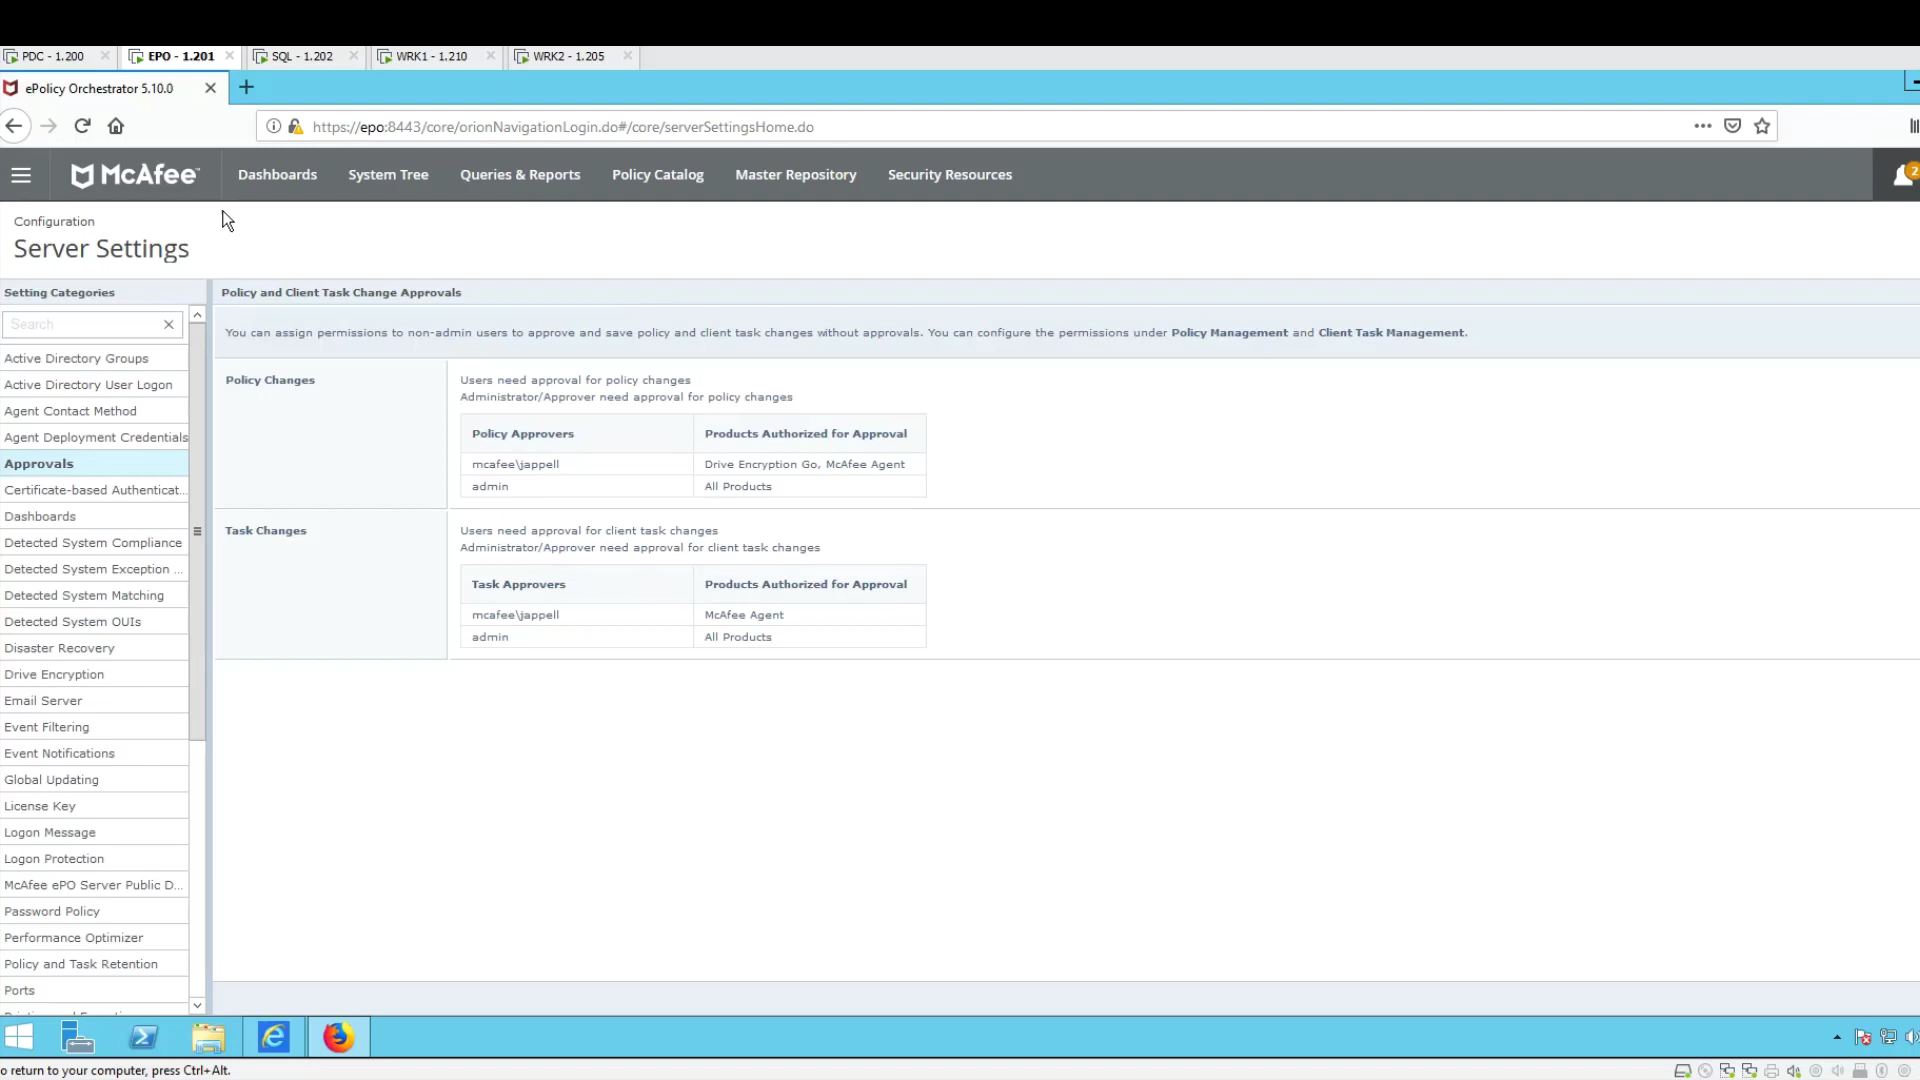 PDC - 1.200
EPO - 1.201
SQL - 1.202
WRK1 - 1.210
WRK2 - 1.205
ePolicy Orchestrator 5.10.0
https://epo:8443/core/orionNavigationLogin.do#/core/serverSettingsHome.do
McAfee Dashboards System Tree Queries & Reports Policy Catalog Master Repository Security Resources 2
Configuration
Server Settings
Setting Categories
Search
Active Directory Groups
Active Directory User Logon
Agent Contact Method
Agent Deployment Credentials
Approvals
Certificate-based Authenticat...
Dashboards
Detected System Compliance
Detected System Exception ...
Detected System Matching
Detected System OUIs
Disaster Recovery
Drive Encryption
Email Server
Event Filtering
Event Notifications
Global Updating
License Key
Logon Message
Logon Protection
McAfee ePO Server Public D...
Password Policy
Performance Optimizer
Policy and Task Retention
Ports
Policy and Client Task Change Approvals
You can assign permissions to non-admin users to approve and save policy and client task changes without approvals. You can configure the permissions under Policy Management and Client Task Management.
Policy Changes
Users need approval for policy changes
Administrator/Approver need approval for policy changes
Policy Approvers Products Authorized for Approval
mcafee\jappell Drive Encryption Go, McAfee Agent
admin All Products
Task Changes
Users need approval for client task changes
Administrator/Approver need approval for client task changes
Task Approvers Products Authorized for Approval
mcafee\jappell McAfee Agent
admin All Products
o return to your computer, press Ctrl+Alt.